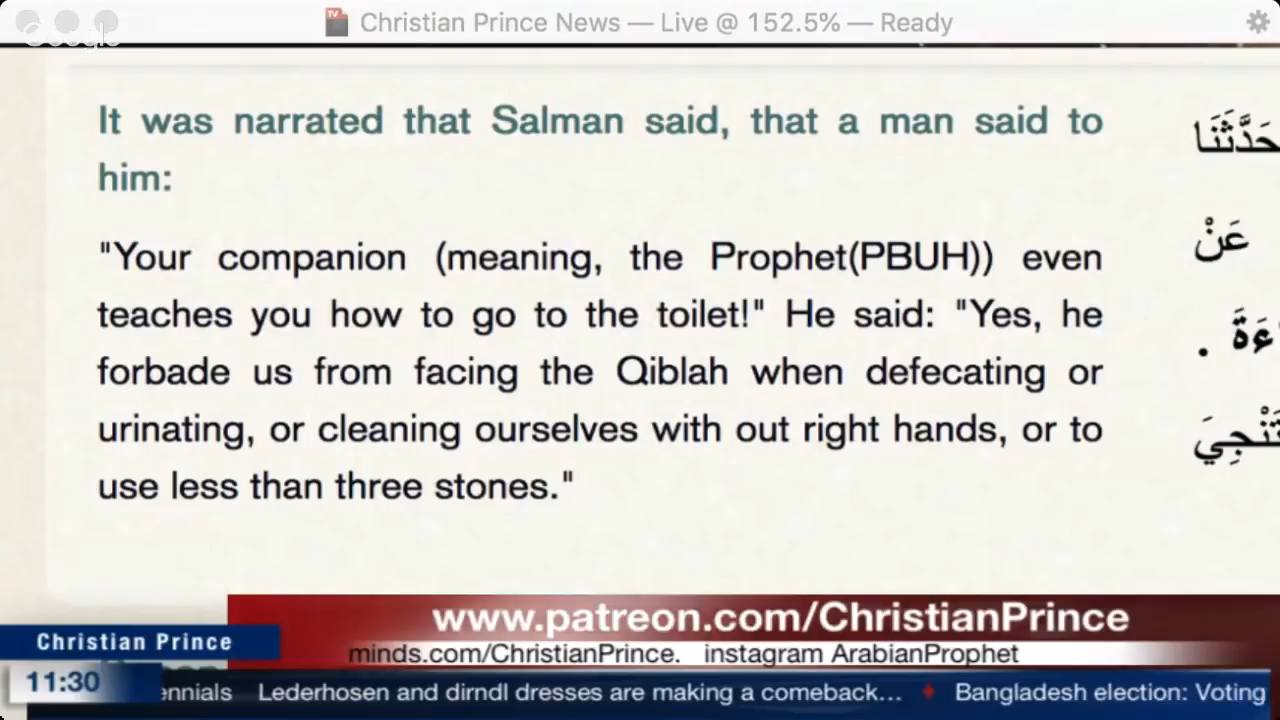 Christian Prince News — Live @ 152.5% — Ready
Google
It was narrated that Salman said, that a man said to
him:
"Your companion (meaning, the Prophet(PBUH)) even
teaches you how to go to the toilet!" He said: "Yes, he
forbade us from facing the Qiblah when defecating or
urinating, or cleaning ourselves with out right hands, or to
use less than three stones."
حَدَّثَنَا
عَنْ
www.patreon.com/ChristianPrince
Christian Prince
minds.com/ChristianPrince. instagram ArabianProphet
11:30
ennials Lederhosen and dirndl dresses are making a comeback... ♦ Bangladesh election: Voting